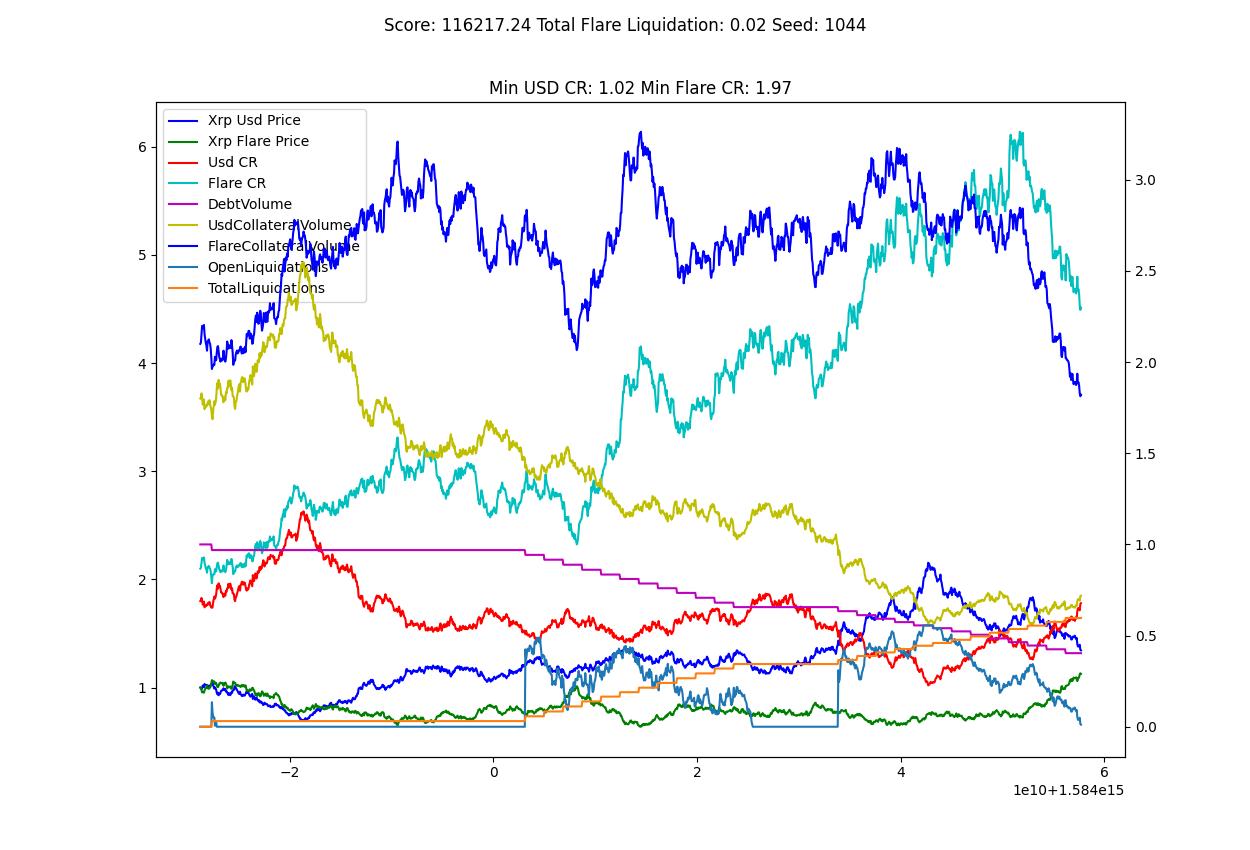 Score: 116217.24 Total Flare Liquidation: 0.02 Seed: 1044
Min USD CR: 1.02 Min Flare CR: 1.97
Xrp Usd Price
Xrp Flare Price
Usd CR
Flare CR
DebtVolume
UsdCollateralVolume
FlareCollateralVolume
OpenLiquidations
TotalLiquidations
6
5
4
3
2
1
3.0
2.5
2.0
1.5
1.0
0.5
0.0
−2
0
2
4
6
1e10+1.584e15